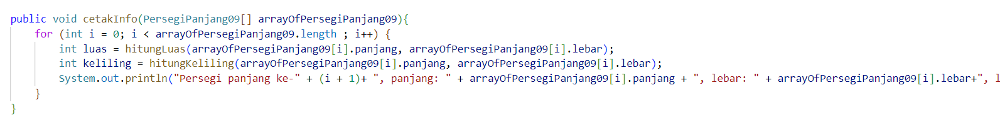 public void cetakInfo(PersegiPanjang09[] arrayOfPersegiPanjang09){
for (int i = 0; i < arrayOfPersegiPanjang09.length ; i++) {
int luas = hitungLuas(arrayOfPersegiPanjang09[i].panjang, arrayOfPersegiPanjang09[i].lebar);
int keliling = hitungKeliling(arrayOfPersegiPanjang09[i].panjang, arrayOfPersegiPanjang09[i].lebar);
System.out.println("Persegi panjang ke-" + (i + 1)+ ", panjang: " + arrayOfPersegiPanjang09[i].panjang + ", lebar: " + arrayOfPersegiPanjang09[i].lebar+", l
}
}